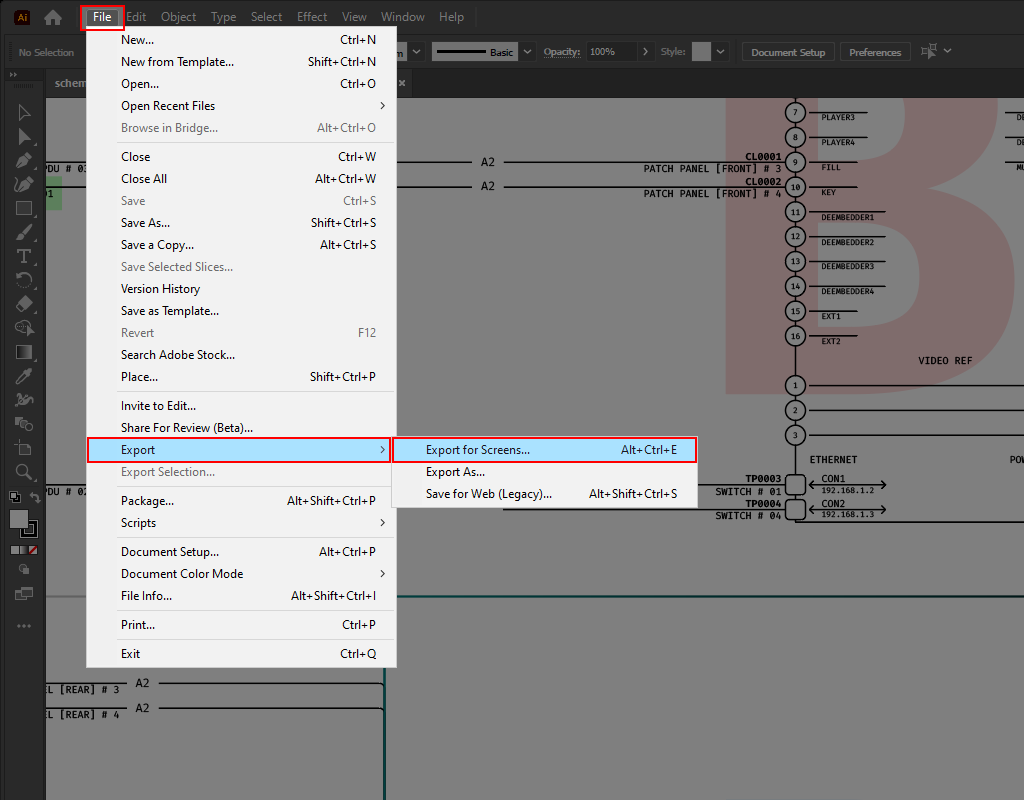 Ai File Edit Object Type Select Effect View Window Help
No Selection Basic Opacity: 100% Style: Document Setup Preferences
New... Ctrl+N
New from Template... Shift+Ctrl+N
Open... Ctrl+O
Open Recent Files
Browse in Bridge... Alt+Ctrl+O
Close Ctrl+W
Close All Alt+Ctrl+W
Save Ctrl+S
Save As... Shift+Ctrl+S
Save a Copy... Alt+Ctrl+S
Save Selected Slices...
Version History
Save as Template...
Revert F12
Search Adobe Stock...
Place... Shift+Ctrl+P
Invite to Edit...
Share For Review (Beta)...
Export
Export Selection...
Package... Alt+Shift+Ctrl+P
Scripts
Document Setup... Alt+Ctrl+P
Document Color Mode
File Info... Alt+Shift+Ctrl+I
Print... Ctrl+P
Exit Ctrl+Q
Export for Screens... Alt+Ctrl+E
Export As...
Save for Web (Legacy)... Alt+Shift+Ctrl+S
A2
A2
B
7 PLAYER3
8 PLAYER4
CL0001
PATCH PANEL [FRONT] # 3 9 FILL
CL0002
PATCH PANEL [FRONT] # 4 10 KEY
11 DEEMBEDDER1
12 DEEMBEDDER2
13 DEEMBEDDER3
14 DEEMBEDDER4
15 EXT1
16 EXT2
VIDEO REF
1
2
3
ETHERNET
TP0003 CON1
SWITCH # 01 192.168.1.2
TP0004 CON2
SWITCH # 04 192.168.1.3
PDU # 02
[REAR] # 3 A2
[REAR] # 4 A2